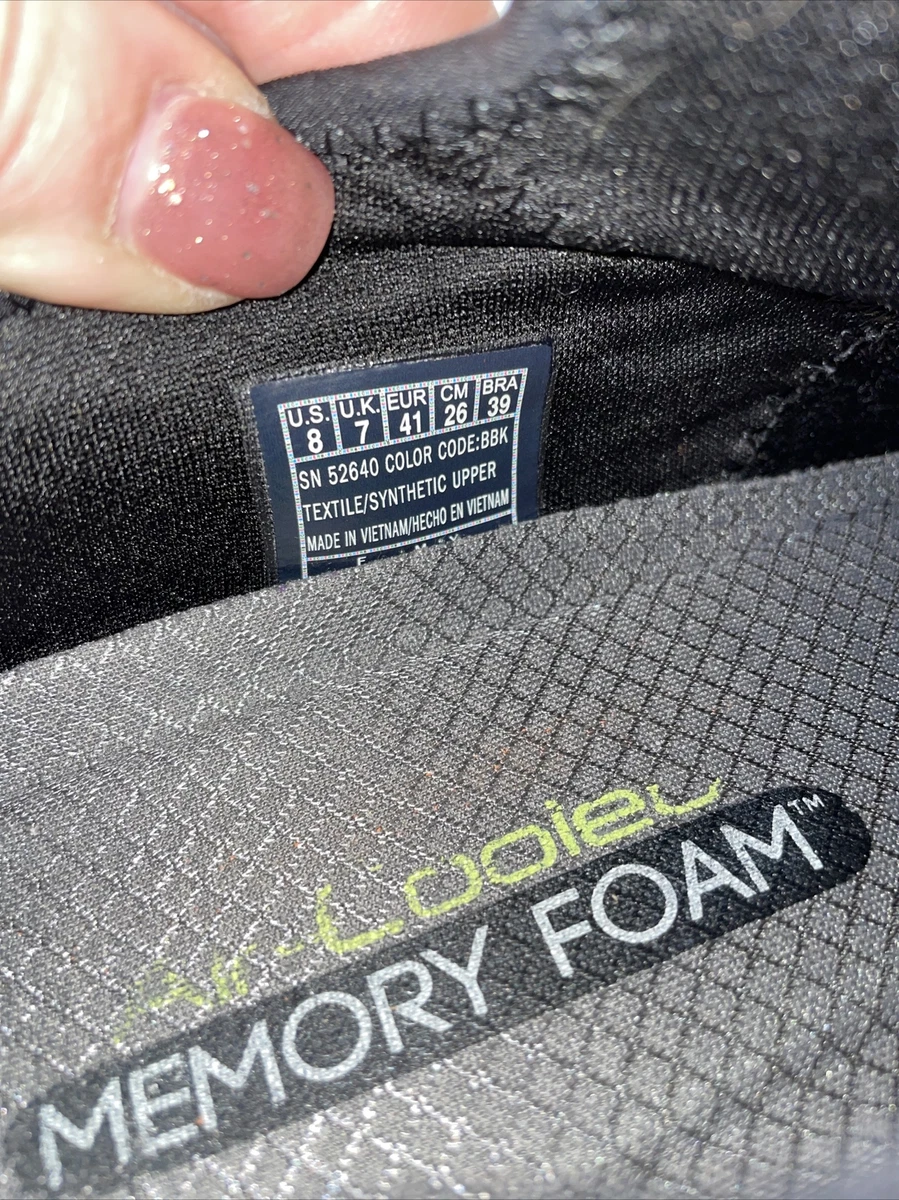 U.S. U.K. EUR CM BRA
8 7 41 26 39
SN 52640 COLOR CODE:BBK
TEXTILE/SYNTHETIC UPPER
MADE IN VIETNAM/HECHO EN VIETNAM
Air-Cooled
MEMORY FOAM™